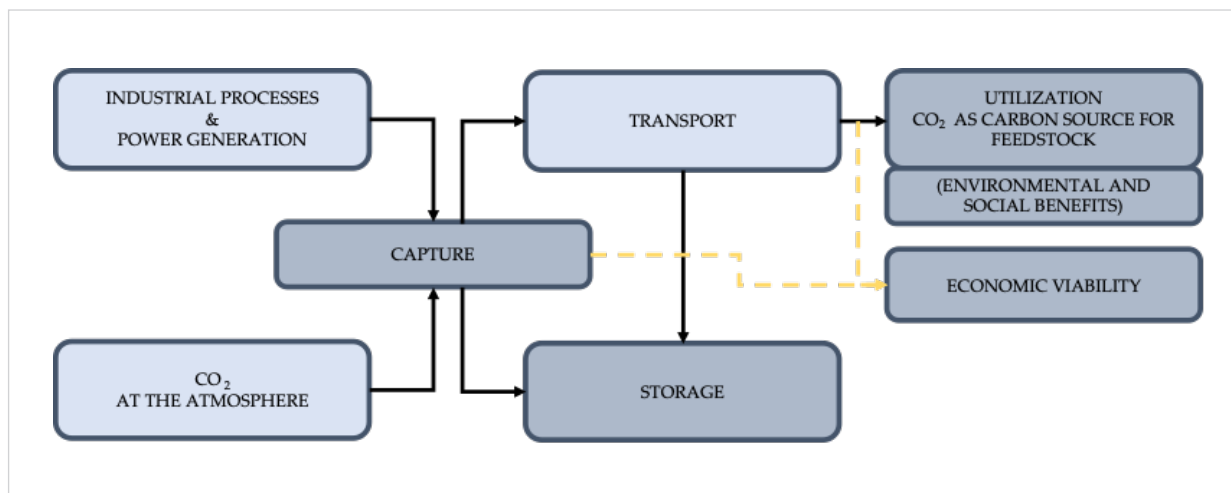 INDUSTRIAL PROCESSES
&
POWER GENERATION
TRANSPORT
UTILIZATION
CO₂ AS CARBON SOURCE FOR
FEEDSTOCK
(ENVIRONMENTAL AND
SOCIAL BENEFITS)
CAPTURE
ECONOMIC VIABILITY
CO₂
AT THE ATMOSPHERE
STORAGE